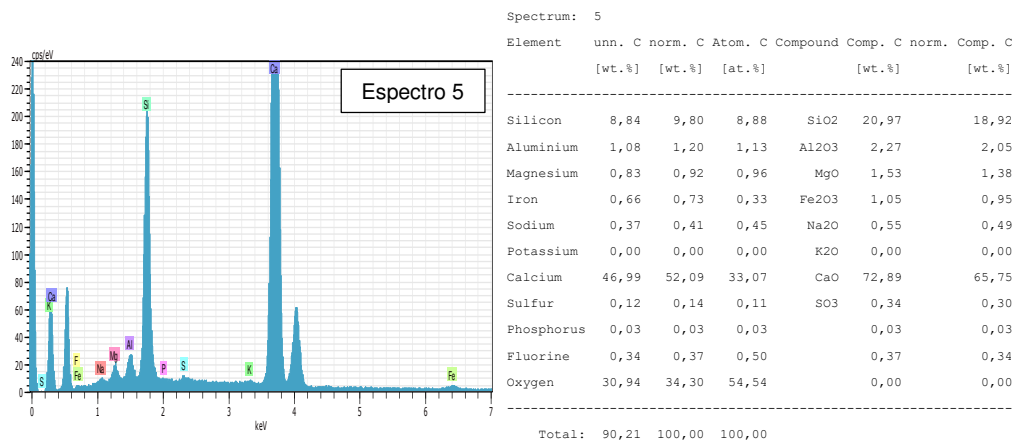 cps/eV
240
220
200
180
160
140
120
100
80
60
40
20
0
0 1 2 3 4 5 6 7
keV
Espectro 5
S
K
Ca
F
Fe
Na
Mg
Al
Si
P
S
K
Ca
Fe
Spectrum: 5
Element unn. C norm. C Atom. C Compound Comp. C norm. Comp. C
[wt.%] [wt.%] [at.%] [wt.%] [wt.%]
--------------------------------------------------------------------------------
Silicon 8,84 9,80 8,88 SiO2 20,97 18,92
Aluminium 1,08 1,20 1,13 Al2O3 2,27 2,05
Magnesium 0,83 0,92 0,96 MgO 1,53 1,38
Iron 0,66 0,73 0,33 Fe2O3 1,05 0,95
Sodium 0,37 0,41 0,45 Na2O 0,55 0,49
Potassium 0,00 0,00 0,00 K2O 0,00 0,00
Calcium 46,99 52,09 33,07 CaO 72,89 65,75
Sulfur 0,12 0,14 0,11 SO3 0,34 0,30
Phosphorus 0,03 0,03 0,03 0,03 0,03
Fluorine 0,34 0,37 0,50 0,37 0,34
Oxygen 30,94 34,30 54,54 0,00 0,00
--------------------------------------------------------------------------------
Total: 90,21 100,00 100,00